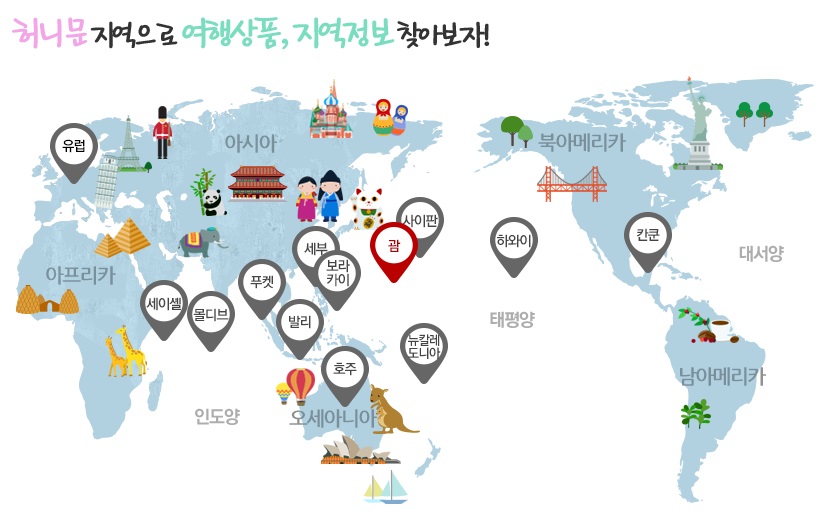 허니문 지역으로 여행상품, 지역정보 찾아보자!
유럽
아시아
북아메리카
사이판
괌
세부
보라
카이
하와이
칸쿤
대서양
아프리카
푸켓
세이셸
몰디브
발리
태평양
뉴칼레
도니아
호주
남아메리카
인도양
오세아니아